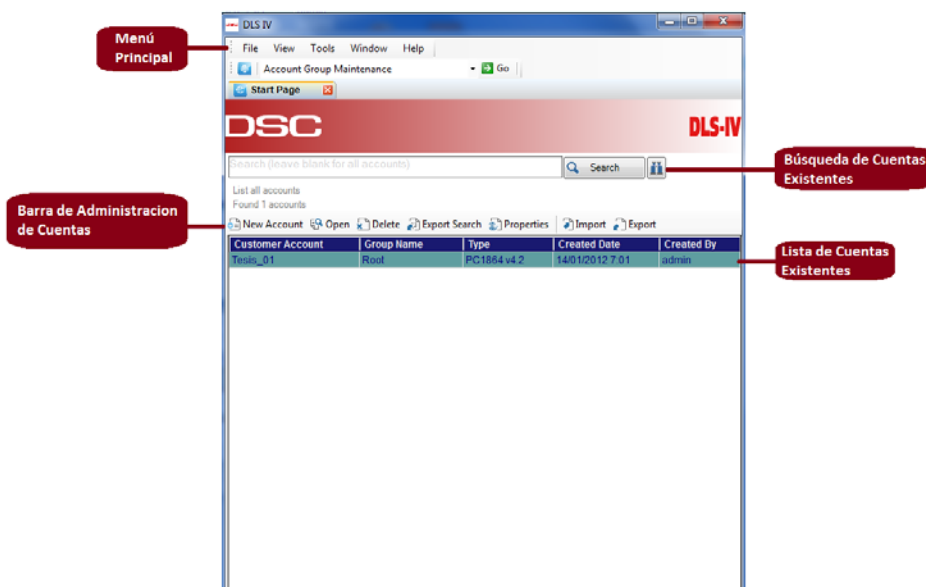 DLS IV
Menú
Principal
File View Tools Window Help
Account Group Maintenance Go
Start Page
DSC DLS-IV
Search (leave blank for all accounts) Search
Búsqueda de Cuentas
Existentes
List all accounts
Found 1 accounts
Barra de Administracion
de Cuentas
New Account Open Delete Export Search Properties Import Export
Customer Account Group Name Type Created Date Created By
Tesis_01 Root PC1864 v4.2 14/01/2012 7:01 admin
Lista de Cuentas
Existentes